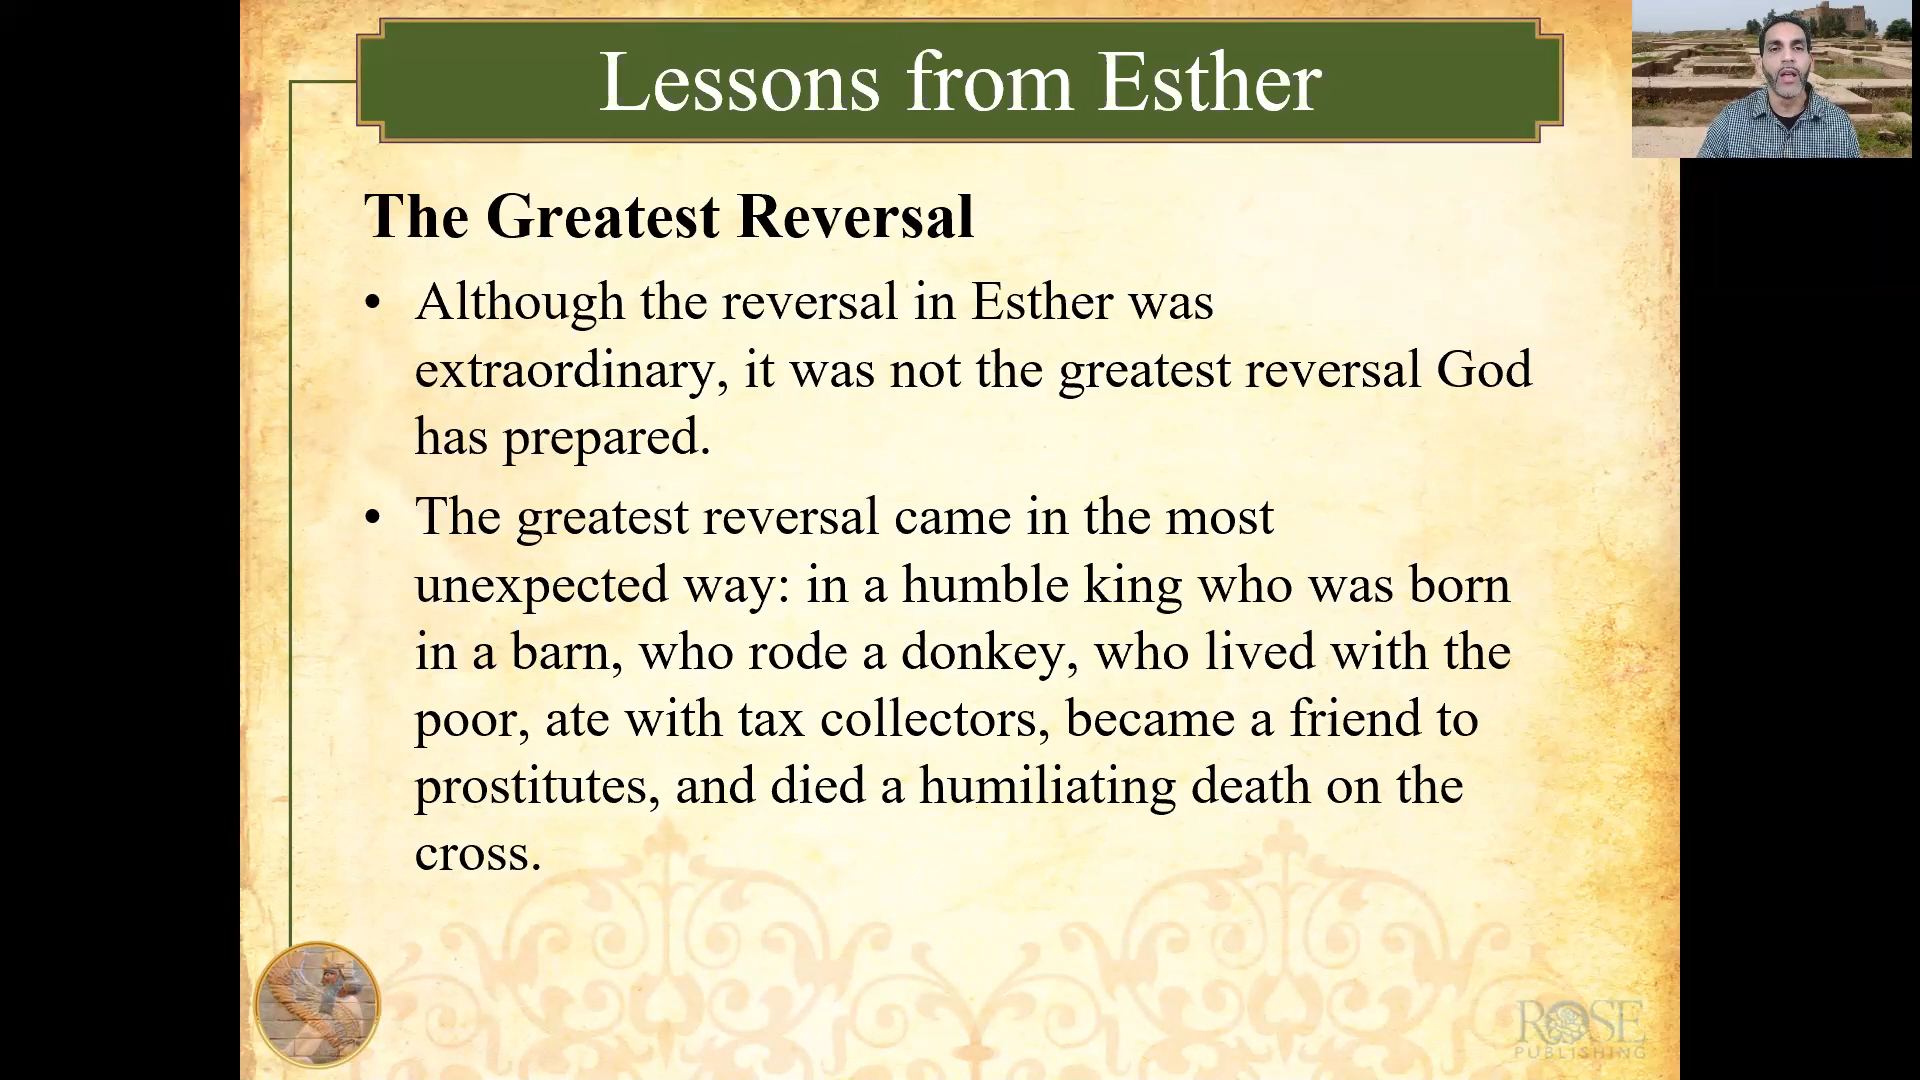 Lessons from Esther
The Greatest Reversal
• Although the reversal in Esther was
extraordinary, it was not the greatest reversal God
has prepared.
• The greatest reversal came in the most
unexpected way: in a humble king who was born
in a barn, who rode a donkey, who lived with the
poor, ate with tax collectors, became a friend to
prostitutes, and died a humiliating death on the
cross.
ROSE
PUBLISHING